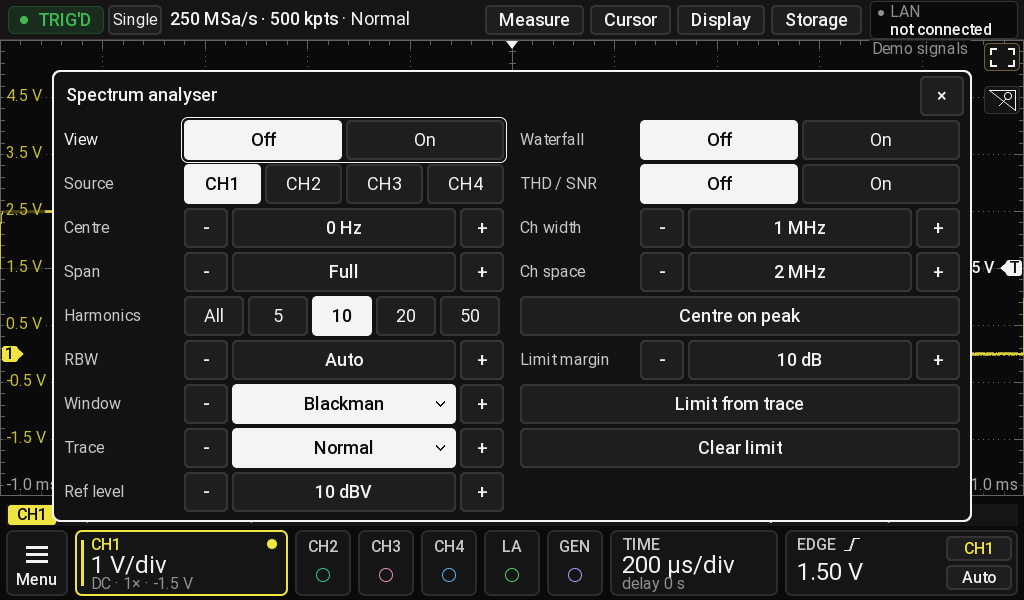 TRIG'D Single 250 MSa/s · 500 kpts · Normal Measure Cursor Display Storage LAN
not connected
Demo signals
Spectrum analyser ×
View Off On Waterfall Off On
Source CH1 CH2 CH3 CH4 THD / SNR Off On
Centre - 0 Hz + Ch width - 1 MHz +
Span - Full + Ch space - 2 MHz +
Harmonics All 5 10 20 50 Centre on peak
RBW - Auto + Limit margin - 10 dB +
Window - Blackman + Limit from trace
Trace - Normal + Clear limit
Ref level - 10 dBV +
4.5 V
3.5 V
2.5 V
1.5 V
5 V T
0.5 V
1
-0.5 V
-1.5 V
-1.0 ms 1.0 ms
CH1
Menu
CH1
1 V/div
DC · 1× · -1.5 V
CH2 CH3 CH4 LA GEN
TIME
200 µs/div
delay 0 s
EDGE
1.50 V
CH1
Auto